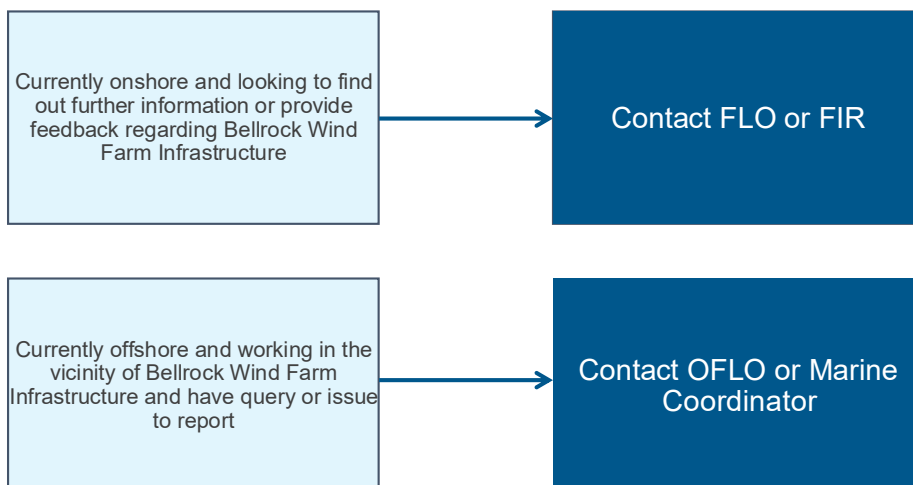 Currently onshore and looking to find
out further information or provide
feedback regarding Bellrock Wind
Farm Infrastructure
Contact FLO or FIR
Currently offshore and working in the
vicinity of Bellrock Wind Farm
Infrastructure and have query or issue
to report
Contact OFLO or Marine
Coordinator